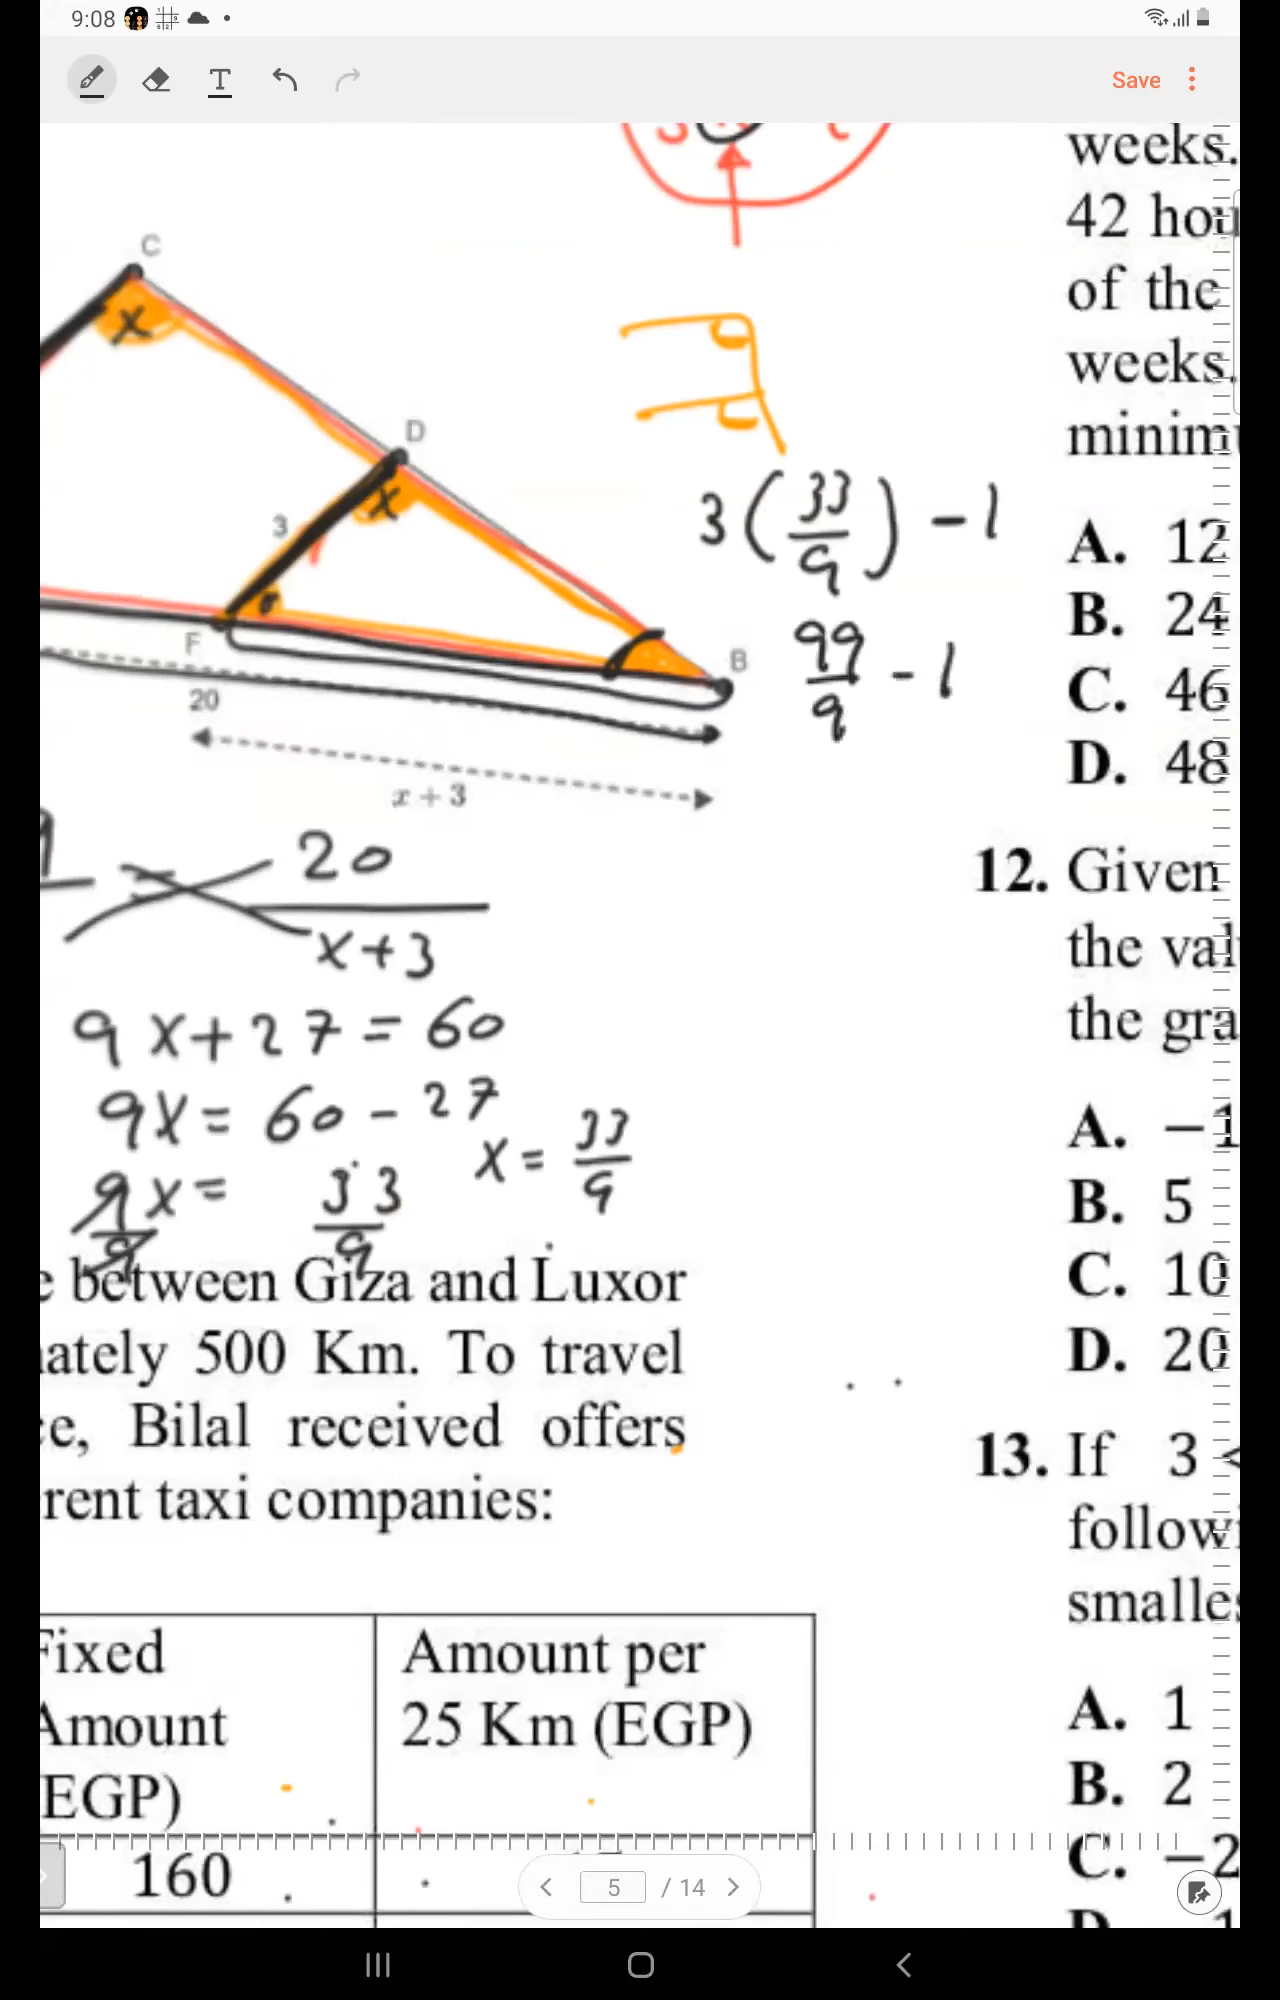 9:08
T
Save
C
x
D
x
3
F
B
20
x + 3
3(33/9) - 1
99/9 - 1
20
=
x+3
9x+27=60
9x= 60-27
x= 33/9
9x= 33
9 9
e between Giza and Luxor
ately 500 Km. To travel
e, Bilal received offers
rent taxi companies:
Fixed
Amount
EGP)
Amount per
25 Km (EGP)
160
weeks.
42 hou
of the
weeks.
minim
A. 12
B. 24
C. 46
D. 48
12. Given
the val
the gra
A. −1
B. 5
C. 10
D. 20
13. If 3 <
follow
smalle
A. 1
B. 2
C. −2
5 / 14